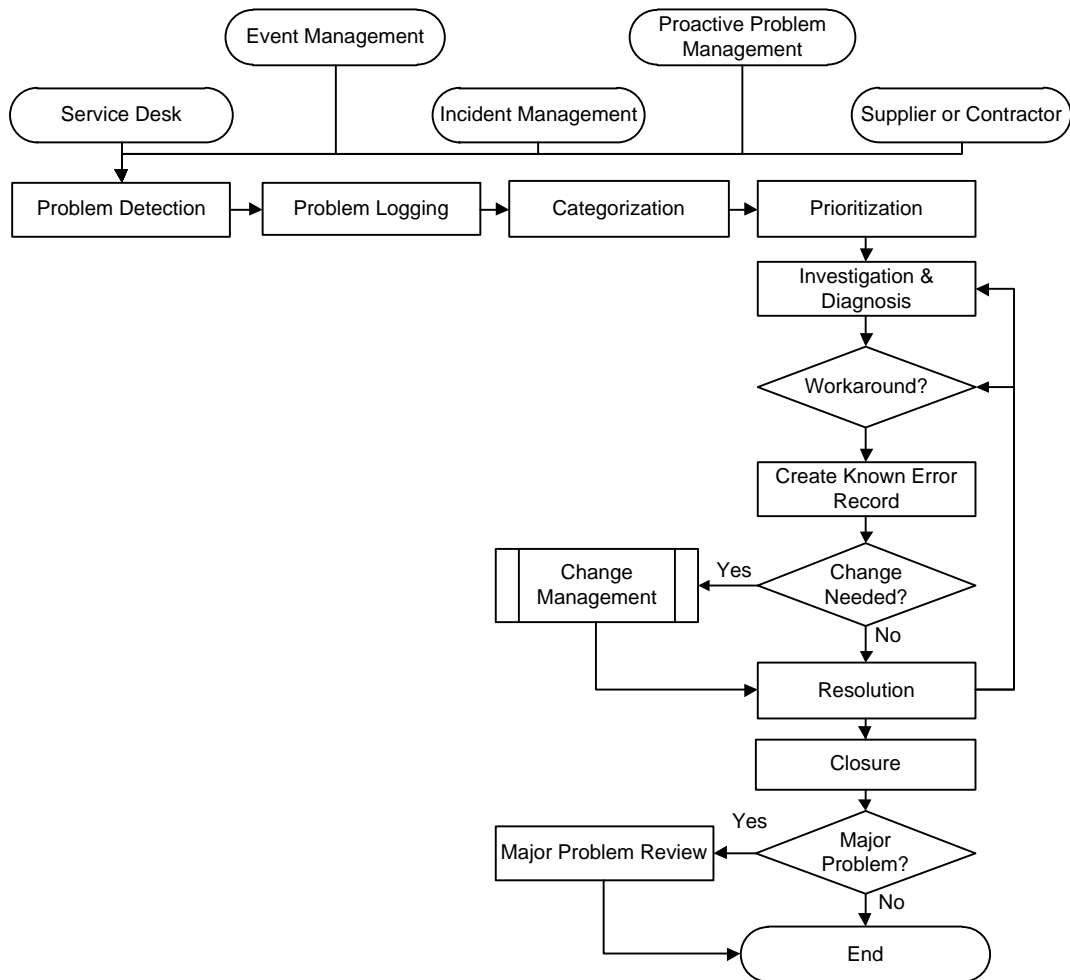 Event Management
Proactive Problem
Management
Service Desk
Incident Management
Supplier or Contractor
Problem Detection
Problem Logging
Categorization
Prioritization
Investigation &
Diagnosis
Workaround?
Create Known Error
Record
Change
Management
Yes
Change
Needed?
No
Resolution
Closure
Yes
Major Problem Review
Major
Problem?
No
End